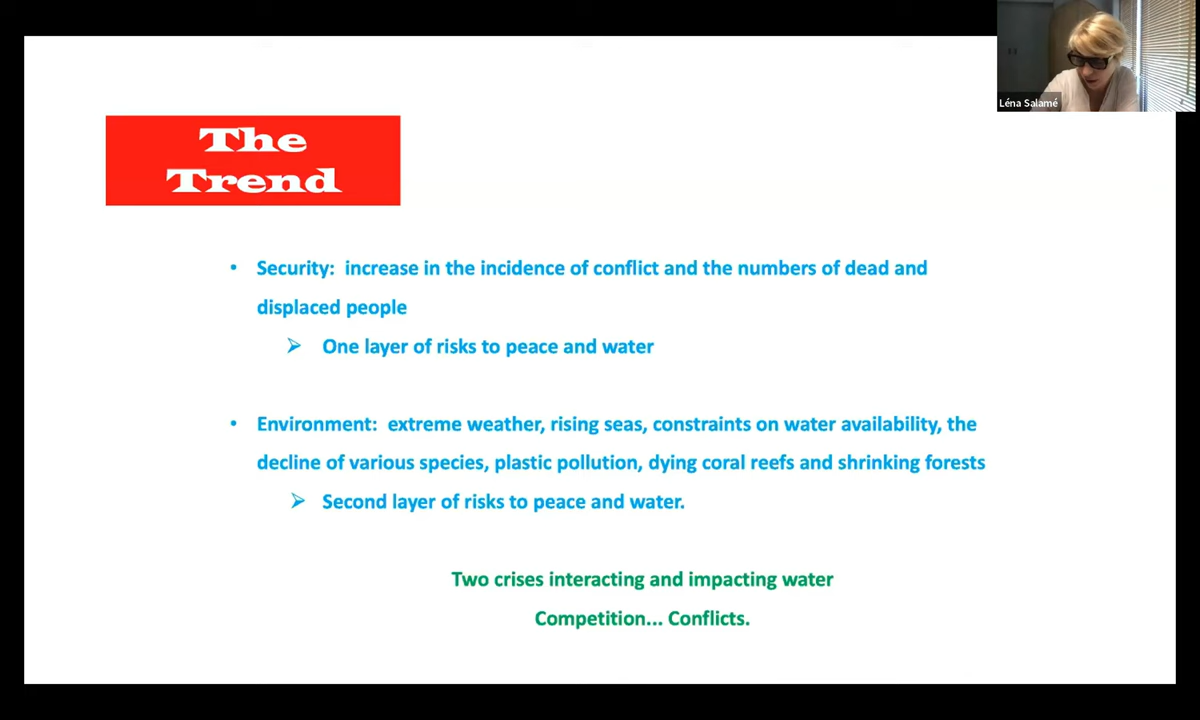 Léna Salamé
The
Trend
• Security: increase in the incidence of conflict and the numbers of dead and
displaced people
➢ One layer of risks to peace and water
• Environment: extreme weather, rising seas, constraints on water availability, the
decline of various species, plastic pollution, dying coral reefs and shrinking forests
➢ Second layer of risks to peace and water.
Two crises interacting and impacting water
Competition... Conflicts.